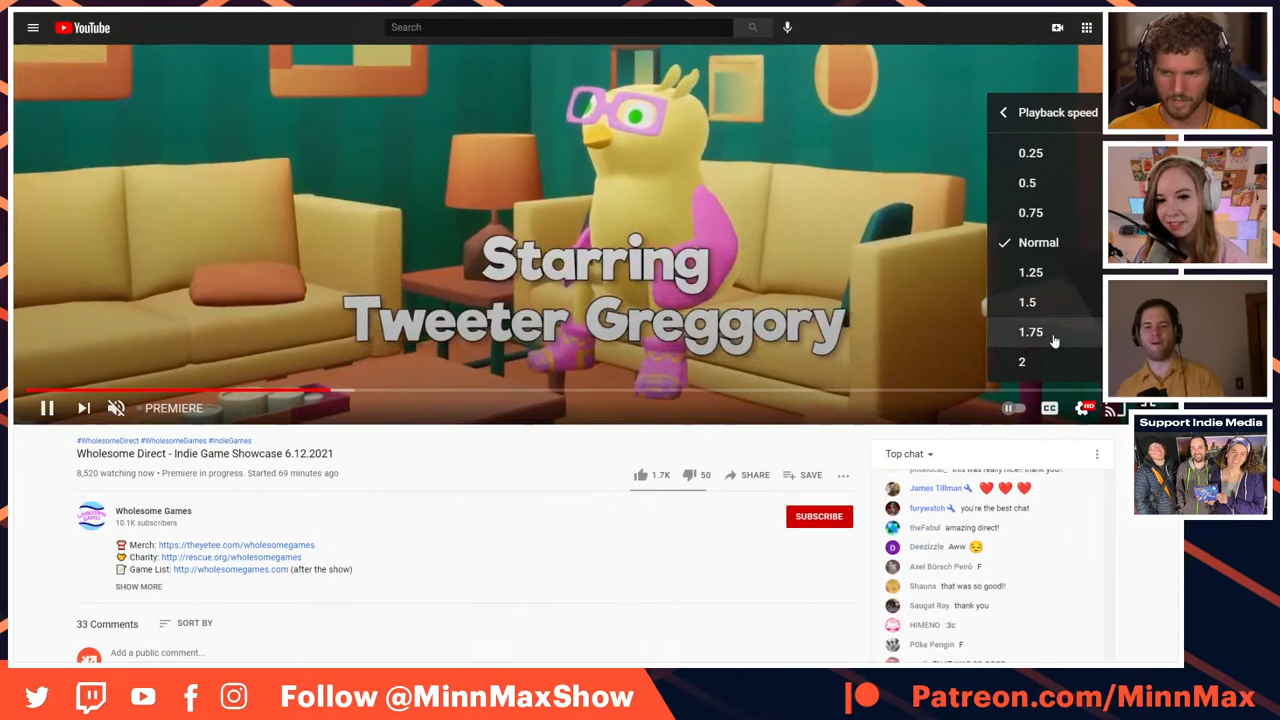 YouTube
Search
Playback speed
0.25
0.5
0.75
Normal
1.25
1.5
1.75
2
Starring
Tweeter Greggory
PREMIERE
CC
HD
Support Indie Media
#WholesomeDirect #WholesomeGames #IndieGames
Wholesome Direct - Indie Game Showcase 6.12.2021
8,520 watching now • Premiere in progress. Started 69 minutes ago
1.7K
50
SHARE
SAVE
Wholesome Games
10.1K subscribers
SUBSCRIBE
Merch: https://theyetee.com/wholesomegames
Charity: http://rescue.org/wholesomegames
Game List: http://wholesomegames.com (after the show)
SHOW MORE
33 Comments
SORT BY
Add a public comment...
Top chat
James Tillman
furywatch you're the best chat
theFabul amazing direct!
D
Deezizzle Aww
Axel Börsch Peiró F
Shauna that was so good!!
Saugat Ray thank you
HIMENO :3c
P0ke Pengin F
Follow @MinnMaxShow
Patreon.com/MinnMax